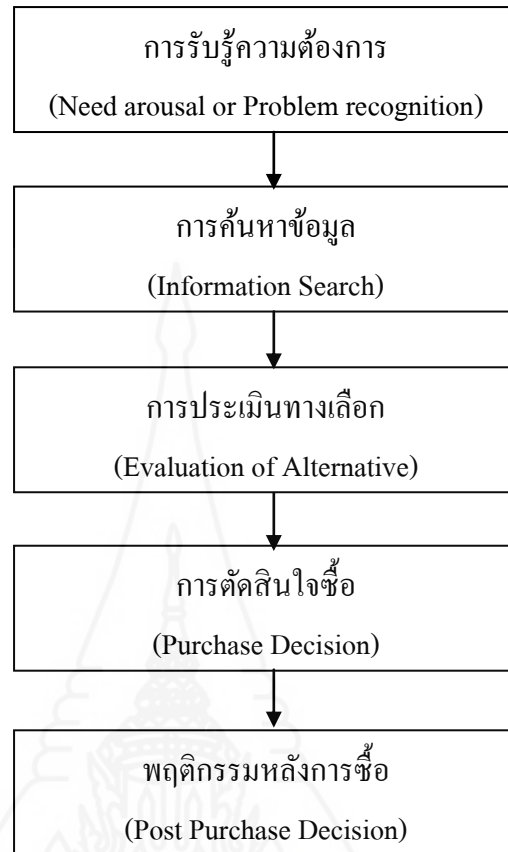 การรับรู้ความต้องการ
(Need arousal or Problem recognition)
การค้นหาข้อมูล
(Information Search)
การประเมินทางเลือก
(Evaluation of Alternative)
การตัดสินใจซื้อ
(Purchase Decision)
พฤติกรรมหลังการซื้อ
(Post Purchase Decision)